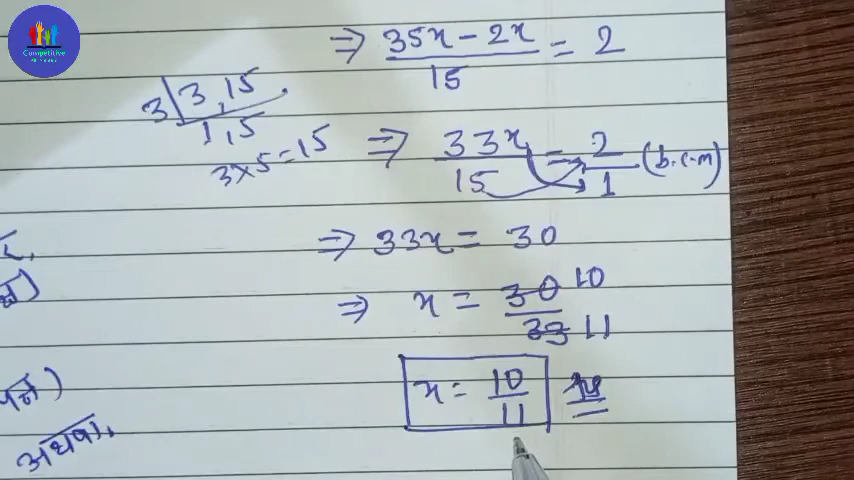 Competitive
⇒ (35x - 2x)/15 = 2
3 | 3, 15
1, 5
3×5=15
⇒ 33x/15 = 2/1 (b.c.m)
⇒ 33x = 30
⇒ x = 30/33 10/11
x = 10/11
अथवा,